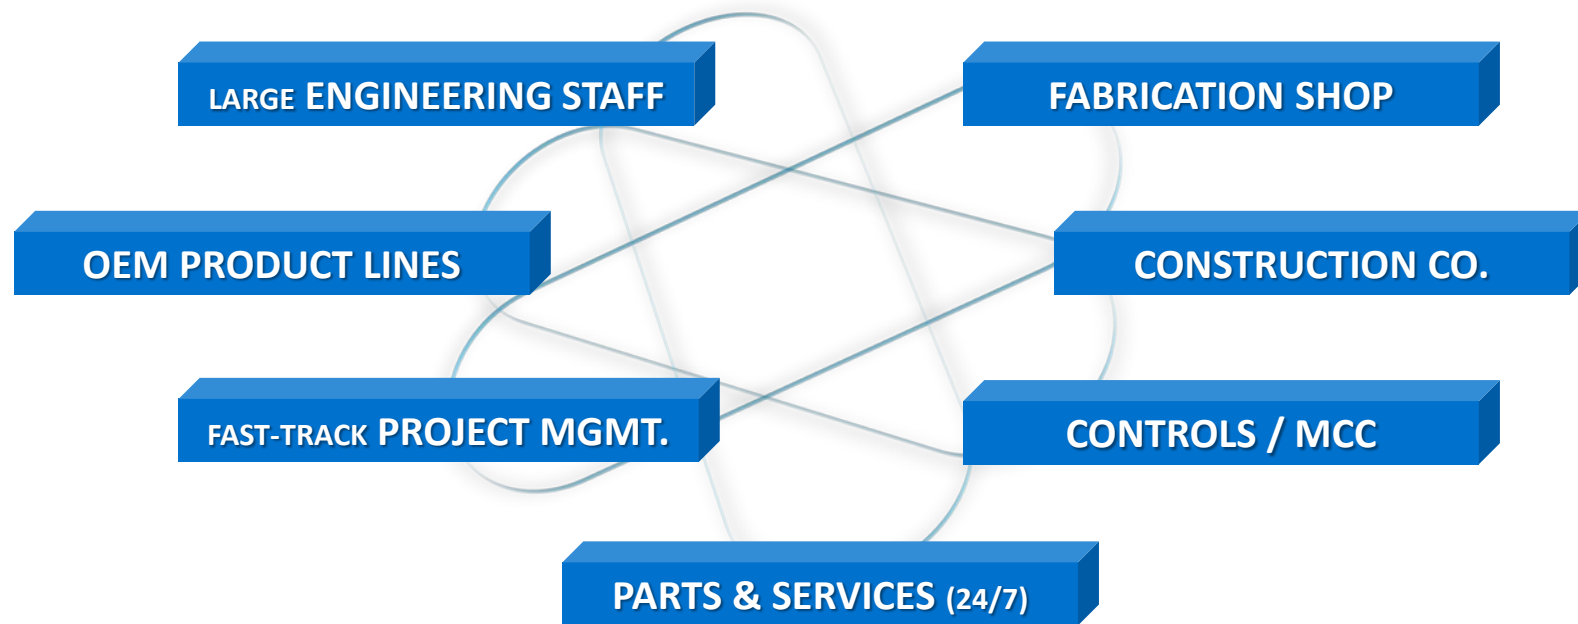 LARGE ENGINEERING STAFF
FABRICATION SHOP
OEM PRODUCT LINES
CONSTRUCTION CO.
FAST-TRACK PROJECT MGMT.
CONTROLS / MCC
PARTS & SERVICES (24/7)